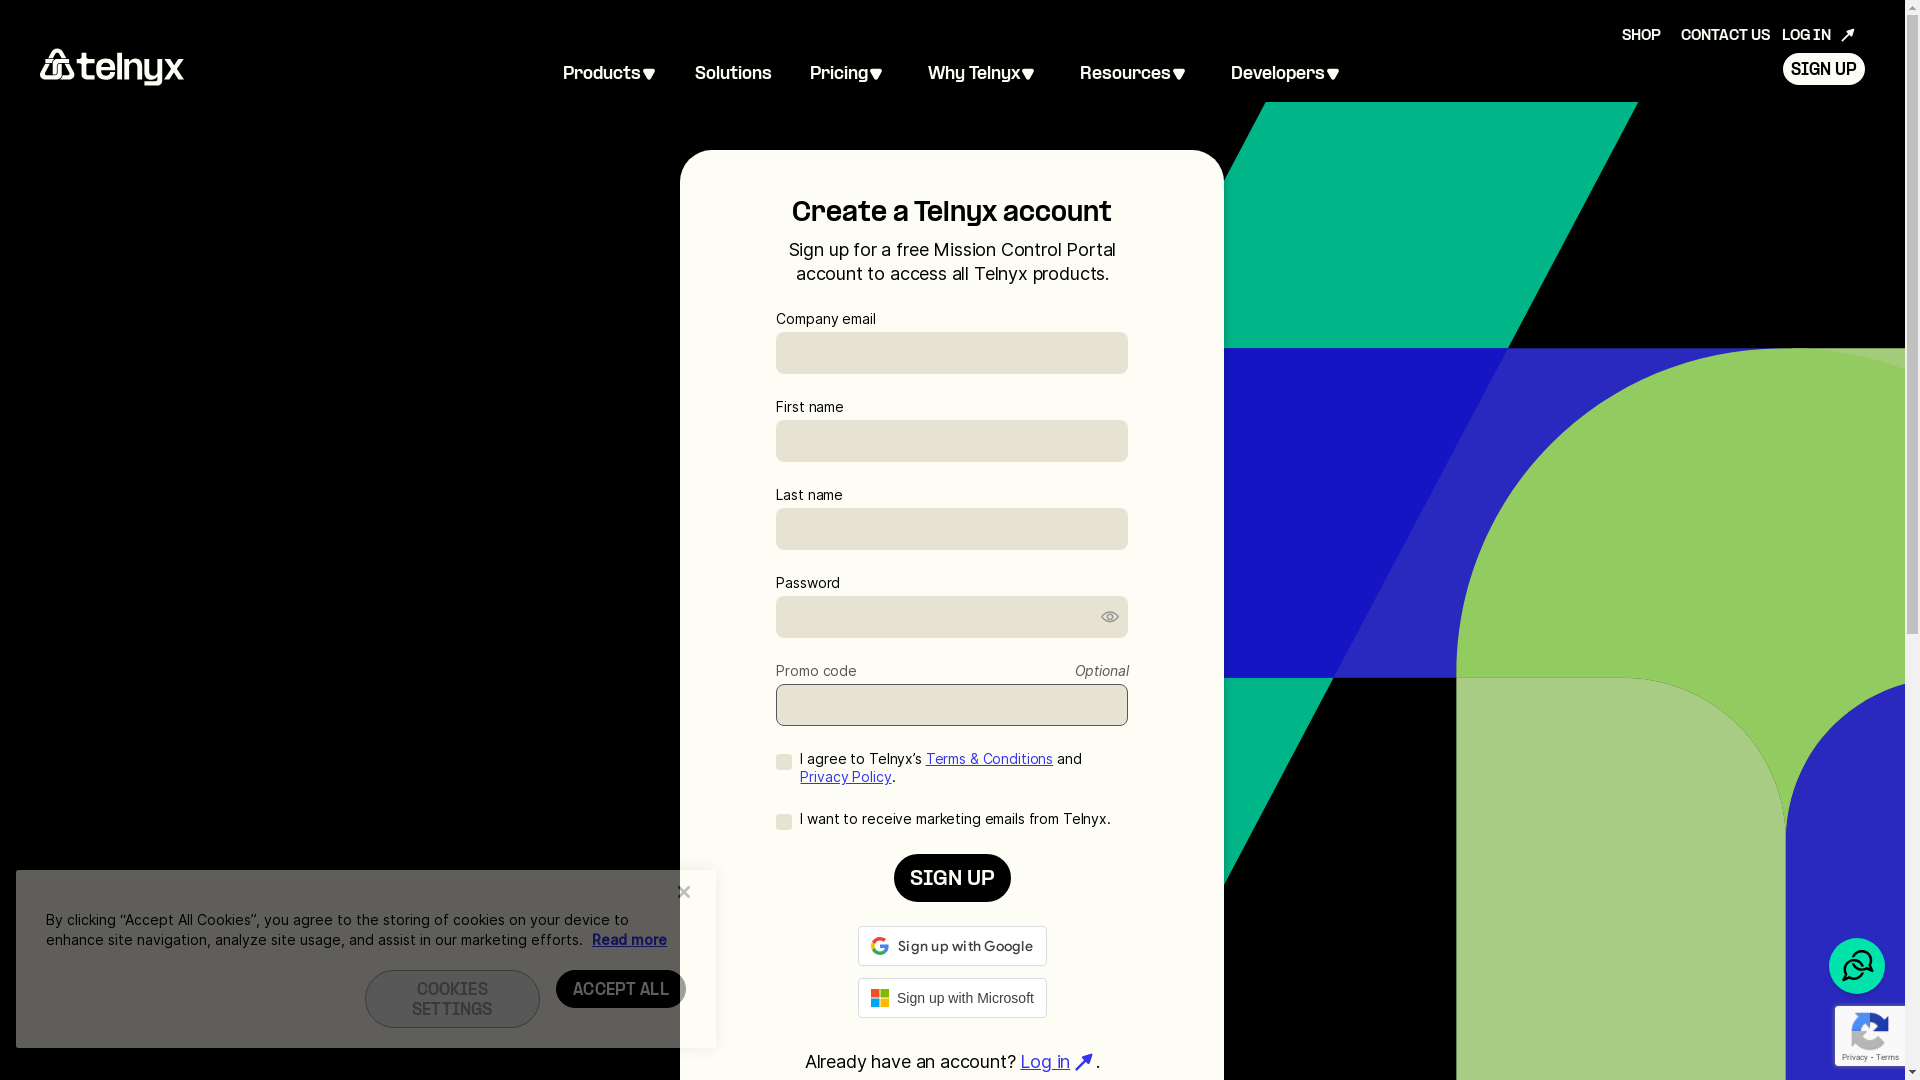 SHOP CONTACT US LOG IN
telnyx
Products Solutions Pricing Why Telnyx Resources Developers
SIGN UP
Create a Telnyx account
Sign up for a free Mission Control Portal
account to access all Telnyx products.
Company email
First name
Last name
Password
Promo code Optional
I agree to Telnyx’s Terms & Conditions and
Privacy Policy.
I want to receive marketing emails from Telnyx.
SIGN UP
By clicking “Accept All Cookies”, you agree to the storing of cookies on your device to
enhance site navigation, analyze site usage, and assist in our marketing efforts. Read more
COOKIES
SETTINGS
ACCEPT ALL
Sign up with Google
Sign up with Microsoft
Already have an account? Log in .
Privacy - Terms